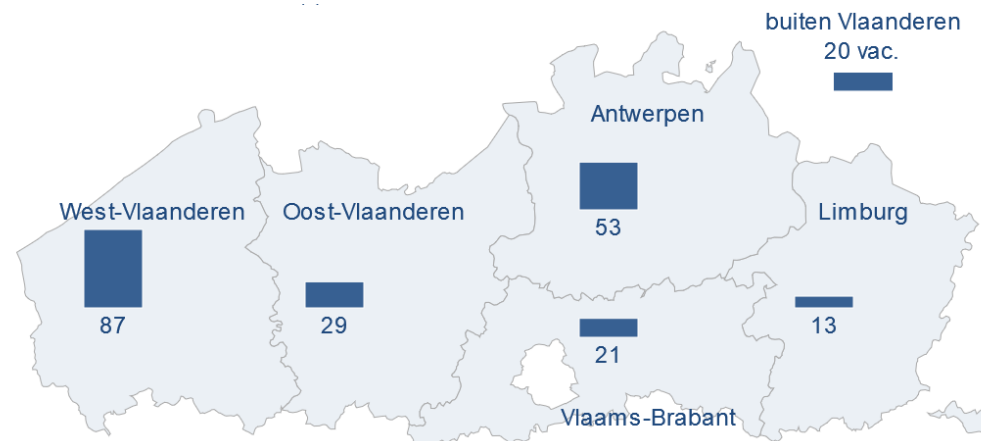 buiten Vlaanderen
20 vac.
Antwerpen
53
West-Vlaanderen
87
Oost-Vlaanderen
29
Limburg
13
21
Vlaams-Brabant